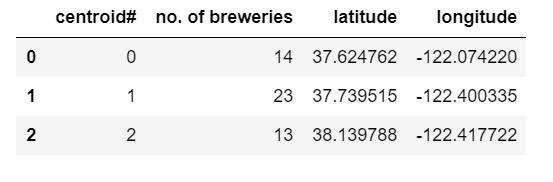 centroid# no. of breweries latitude longitude
0 0 14 37.624762 -122.074220
1 1 23 37.739515 -122.400335
2 2 13 38.139788 -122.417722